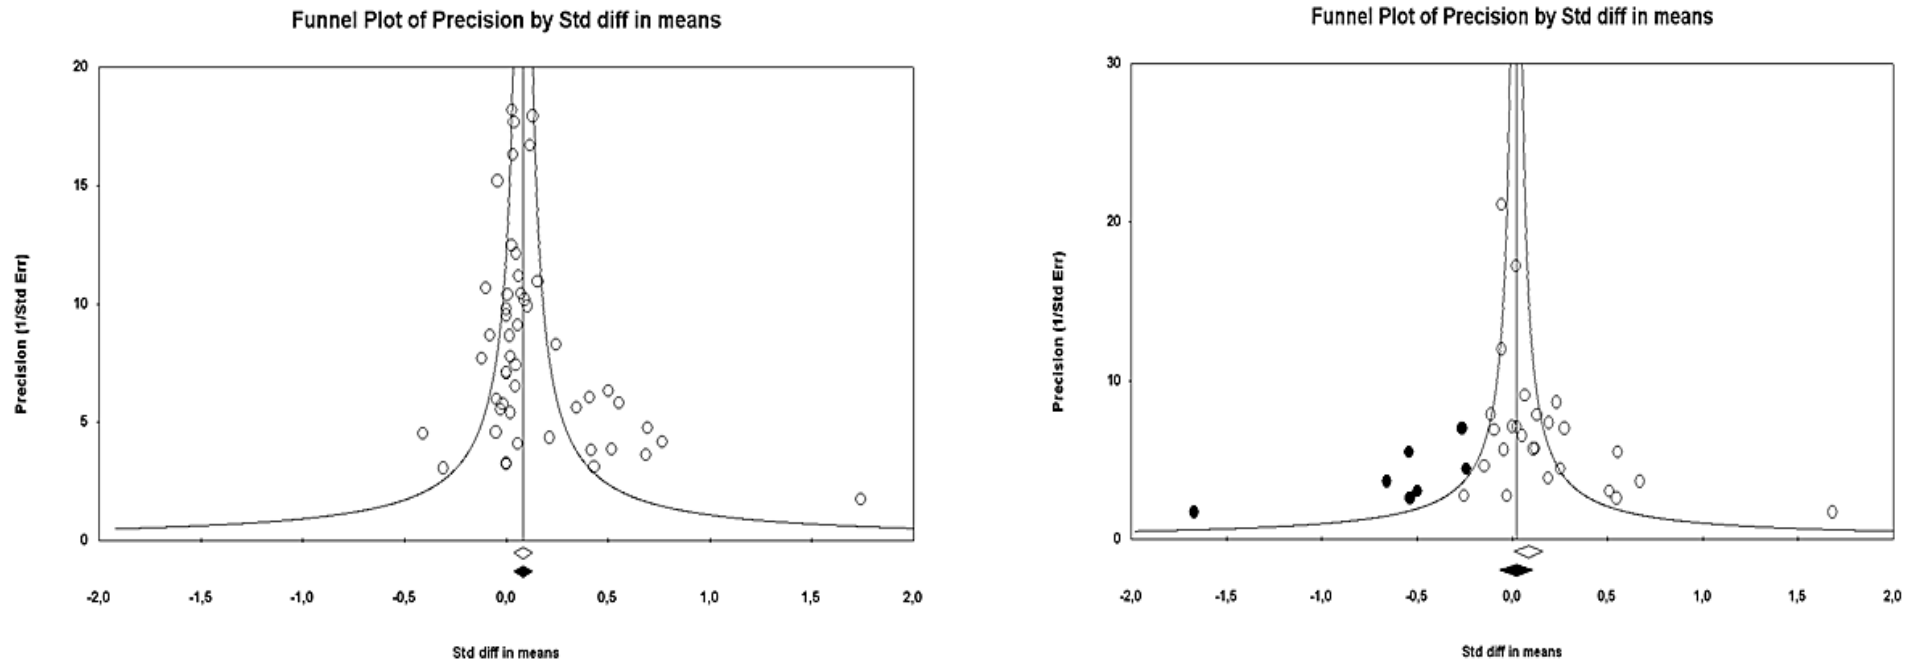 Funnel Plot of Precision by Std diff in means
20
15
10
5
0
Precision (1/Std Err)
-2,0 -1,5 -1,0 -0,5 0,0 0,5 1,0 1,5 2,0
Std diff in means
Funnel Plot of Precision by Std diff in means
30
20
10
0
Precision (1/Std Err)
-2,0 -1,5 -1,0 -0,5 0,0 0,5 1,0 1,5 2,0
Std diff in means